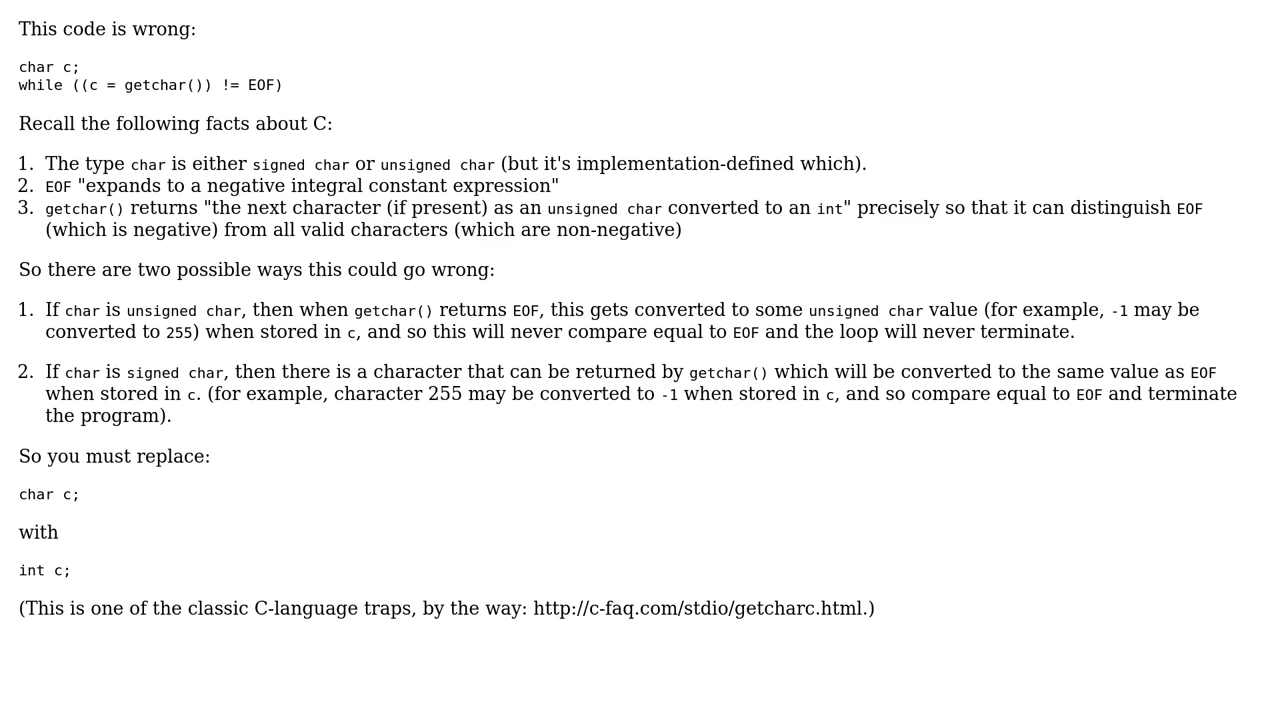 This code is wrong:
char c;
while ((c = getchar()) != EOF)
Recall the following facts about C:
1. The type char is either signed char or unsigned char (but it's implementation-defined which).
2. EOF "expands to a negative integral constant expression"
3. getchar() returns "the next character (if present) as an unsigned char converted to an int" precisely so that it can distinguish EOF
(which is negative) from all valid characters (which are non-negative)
So there are two possible ways this could go wrong:
1. If char is unsigned char, then when getchar() returns EOF, this gets converted to some unsigned char value (for example, -1 may be
converted to 255) when stored in c, and so this will never compare equal to EOF and the loop will never terminate.
2. If char is signed char, then there is a character that can be returned by getchar() which will be converted to the same value as EOF
when stored in c. (for example, character 255 may be converted to -1 when stored in c, and so compare equal to EOF and terminate
the program).
So you must replace:
char c;
with
int c;
(This is one of the classic C-language traps, by the way: http://c-faq.com/stdio/getcharc.html.)